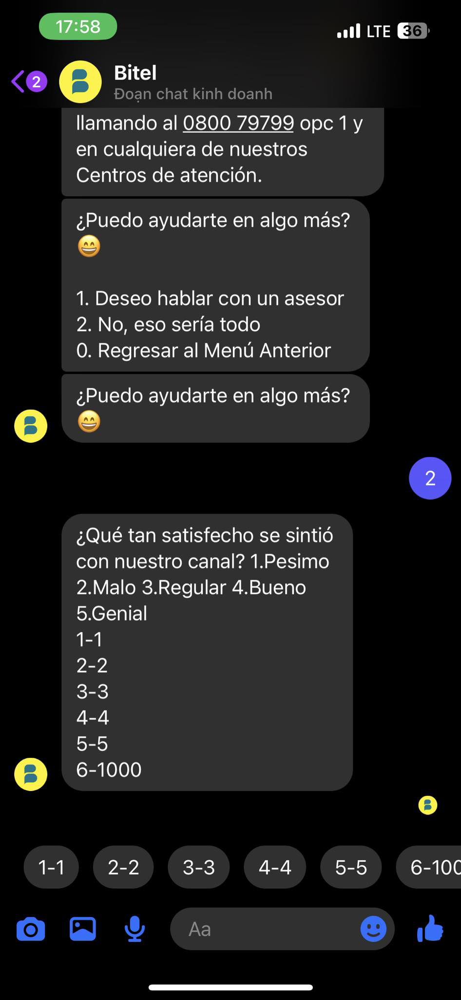 17:58
LTE 36
2
Bitel
Đoạn chat kinh doanh
llamando al 0800 79799 opc 1 y
en cualquiera de nuestros
Centros de atención.
¿Puedo ayudarte en algo más?
😄
1. Deseo hablar con un asesor
2. No, eso sería todo
0. Regresar al Menú Anterior
¿Puedo ayudarte en algo más?
😄
2
¿Qué tan satisfecho se sintió
con nuestro canal? 1.Pesimo
2.Malo 3.Regular 4.Bueno
5.Genial
1-1
2-2
3-3
4-4
5-5
6-1000
1-1 2-2 3-3 4-4 5-5 6-100
Aa